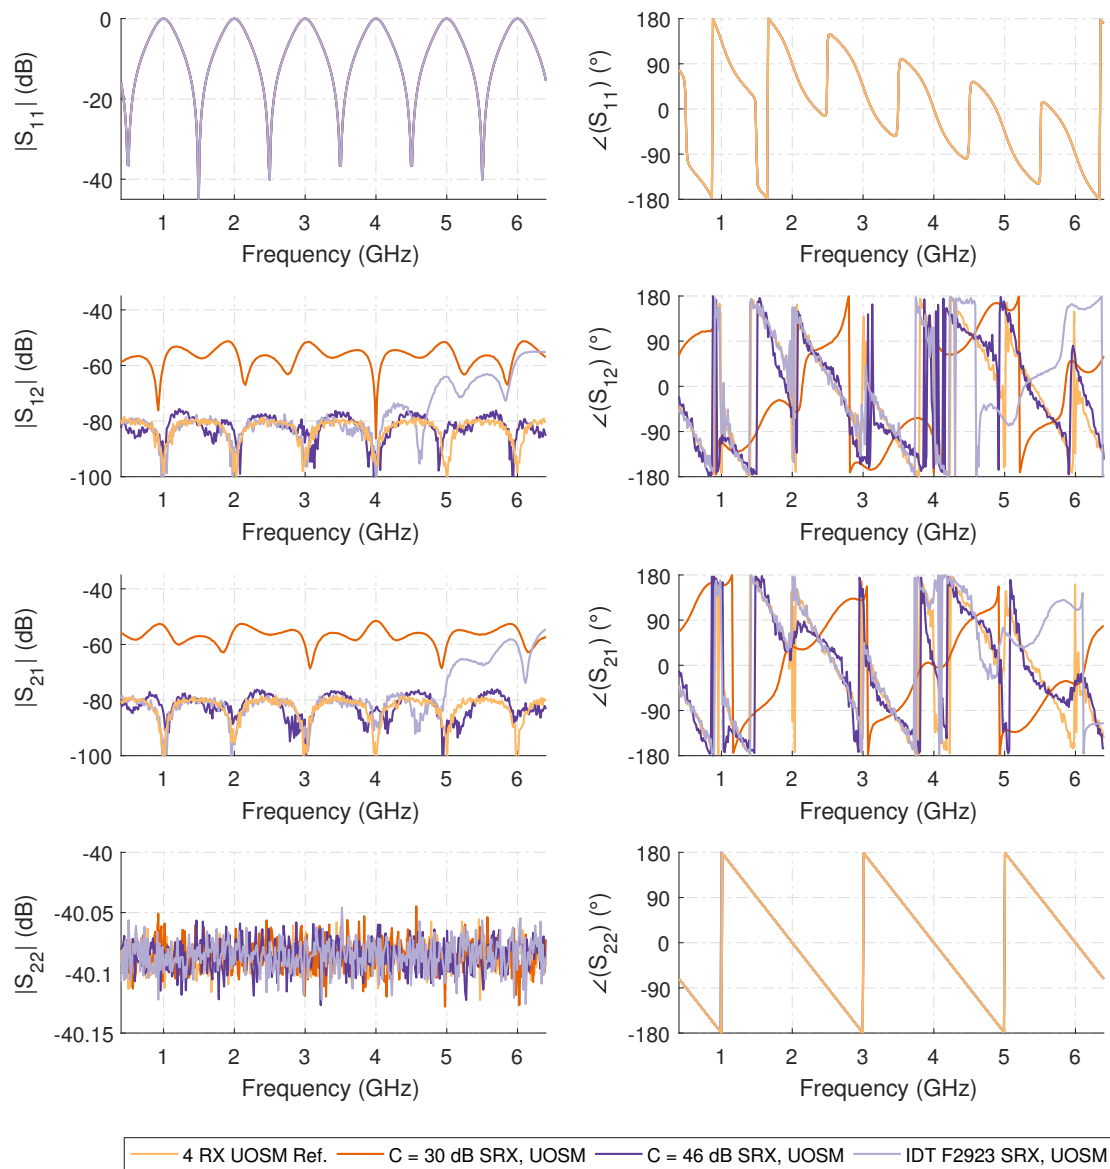 |S11| (dB)
0
-20
-40
1 2 3 4 5 6
Frequency (GHz)
∠(S11) (°)
180
90
0
-90
-180
1 2 3 4 5 6
Frequency (GHz)
|S12| (dB)
-40
-60
-80
-100
1 2 3 4 5 6
Frequency (GHz)
∠(S12) (°)
180
90
0
-90
-180
1 2 3 4 5 6
Frequency (GHz)
|S21| (dB)
-40
-60
-80
-100
1 2 3 4 5 6
Frequency (GHz)
∠(S21) (°)
180
90
0
-90
-180
1 2 3 4 5 6
Frequency (GHz)
|S22| (dB)
-40
-40.05
-40.1
-40.15
1 2 3 4 5 6
Frequency (GHz)
∠(S22) (°)
180
90
0
-90
-180
1 2 3 4 5 6
Frequency (GHz)
4 RX UOSM Ref. C = 30 dB SRX, UOSM C = 46 dB SRX, UOSM IDT F2923 SRX, UOSM